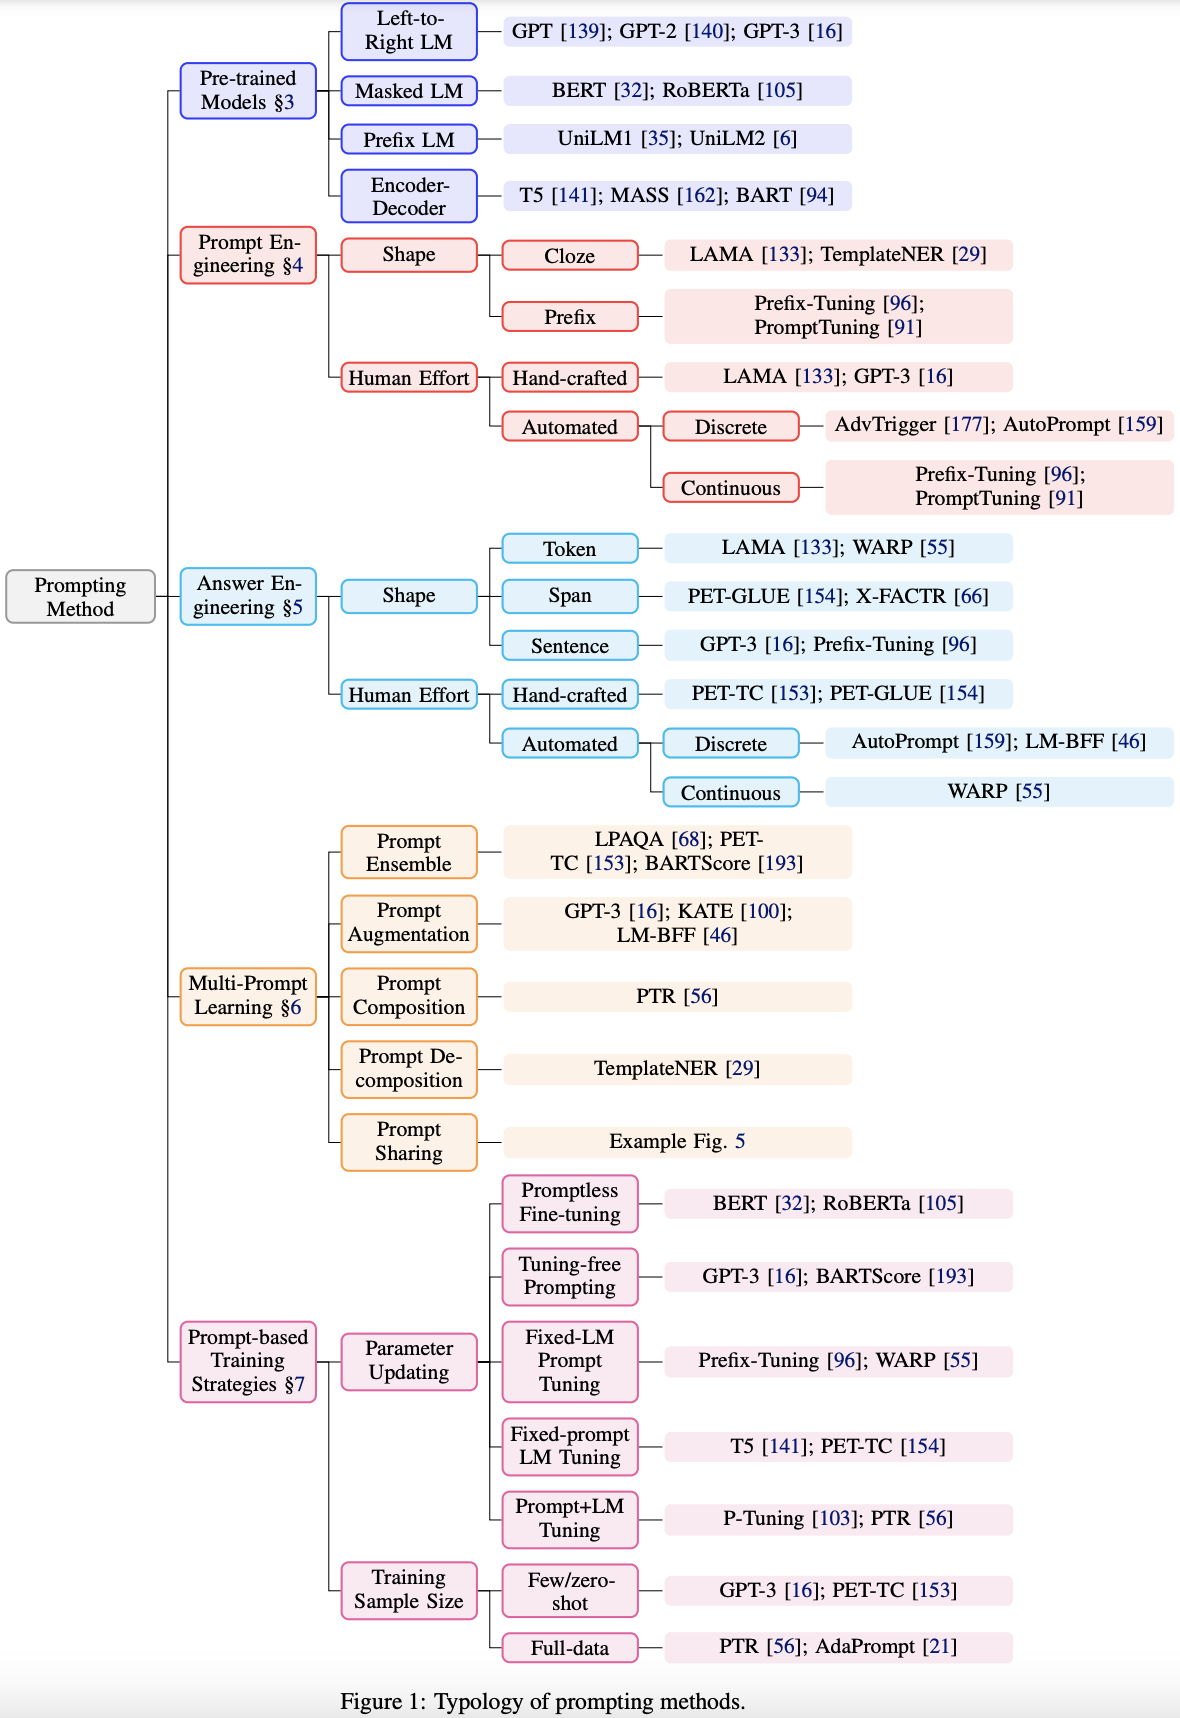 Left-to-
Right LM
GPT [139]; GPT-2 [140]; GPT-3 [16]
Pre-trained
Models §3
Masked LM
BERT [32]; RoBERTa [105]
Prefix LM
UniLM1 [35]; UniLM2 [6]
Encoder-
Decoder
T5 [141]; MASS [162]; BART [94]
Prompt En-
gineering §4
Shape
Cloze
LAMA [133]; TemplateNER [29]
Prefix
Prefix-Tuning [96];
PromptTuning [91]
Human Effort
Hand-crafted
LAMA [133]; GPT-3 [16]
Automated
Discrete
AdvTrigger [177]; AutoPrompt [159]
Continuous
Prefix-Tuning [96];
PromptTuning [91]
Prompting
Method
Answer En-
gineering §5
Shape
Token
LAMA [133]; WARP [55]
Span
PET-GLUE [154]; X-FACTR [66]
Sentence
GPT-3 [16]; Prefix-Tuning [96]
Human Effort
Hand-crafted
PET-TC [153]; PET-GLUE [154]
Automated
Discrete
AutoPrompt [159]; LM-BFF [46]
Continuous
WARP [55]
Multi-Prompt
Learning §6
Prompt
Ensemble
LPAQA [68]; PET-
TC [153]; BARTScore [193]
Prompt
Augmentation
GPT-3 [16]; KATE [100];
LM-BFF [46]
Prompt
Composition
PTR [56]
Prompt De-
composition
TemplateNER [29]
Prompt
Sharing
Example Fig. 5
Prompt-based
Training
Strategies §7
Parameter
Updating
Promptless
Fine-tuning
BERT [32]; RoBERTa [105]
Tuning-free
Prompting
GPT-3 [16]; BARTScore [193]
Fixed-LM
Prompt
Tuning
Prefix-Tuning [96]; WARP [55]
Fixed-prompt
LM Tuning
T5 [141]; PET-TC [154]
Prompt+LM
Tuning
P-Tuning [103]; PTR [56]
Training
Sample Size
Few/zero-
shot
GPT-3 [16]; PET-TC [153]
Full-data
PTR [56]; AdaPrompt [21]
Figure 1: Typology of prompting methods.